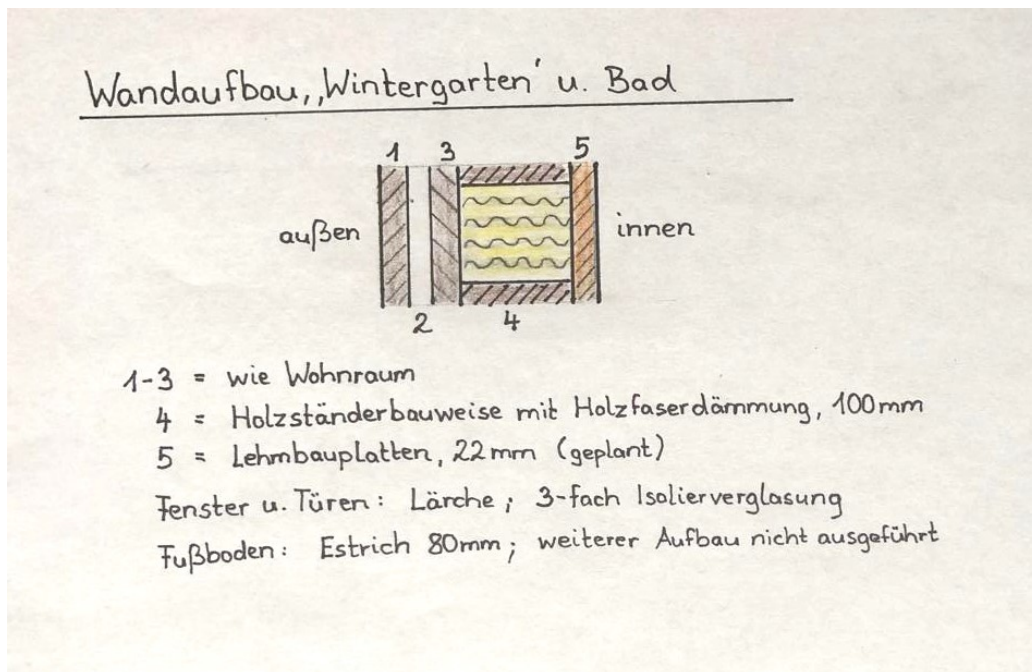 Wandaufbau „Wintergarten" u. Bad
1 3 5
außen innen
2 4
1-3 = wie Wohnraum
4 = Holzständerbauweise mit Holzfaserdämmung, 100mm
5 = Lehmbauplatten, 22mm (geplant)
Fenster u. Türen: Lärche; 3-fach Isolierverglasung
Fußboden: Estrich 80mm; weiterer Aufbau nicht ausgeführt